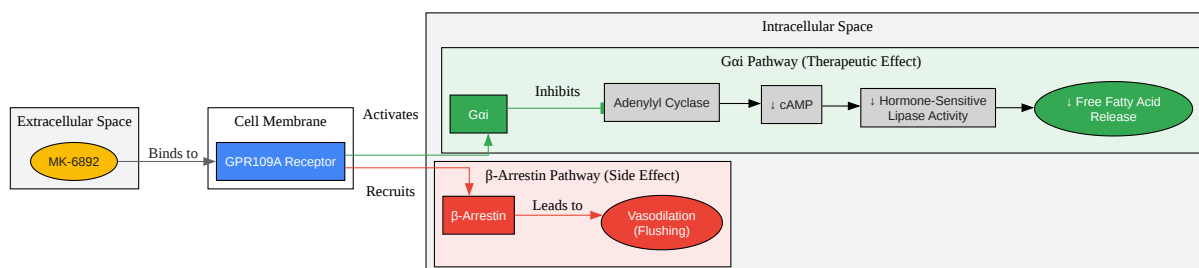 Intracellular Space
Gαi Pathway (Therapeutic Effect)
Extracellular Space
MK-6892
Binds to
Cell Membrane
GPR109A Receptor
Activates
Recruits
Gαi
Inhibits
Adenylyl Cyclase
↓ cAMP
↓ Hormone-Sensitive
Lipase Activity
↓ Free Fatty Acid
Release
β-Arrestin Pathway (Side Effect)
β-Arrestin
Leads to
Vasodilation
(Flushing)